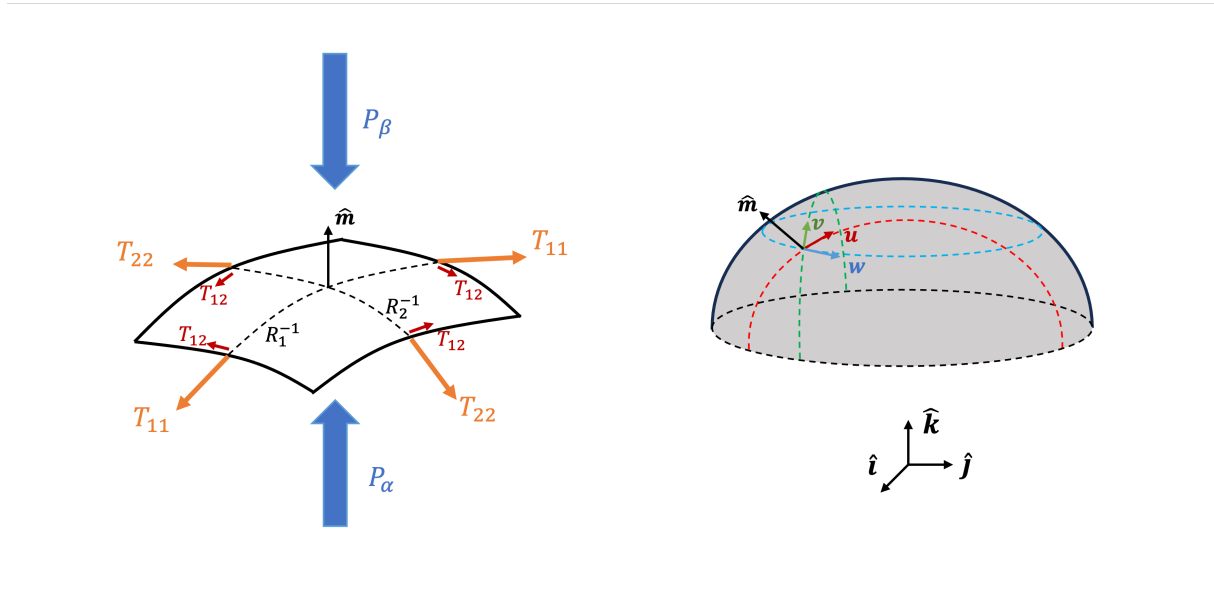 P_β
m̂
T_22
T_11
T_12
T_12
R_2^{-1}
R_1^{-1}
T_12
T_12
T_11
T_22
P_α
m̂
v
u
w
k̂
î
ĵ